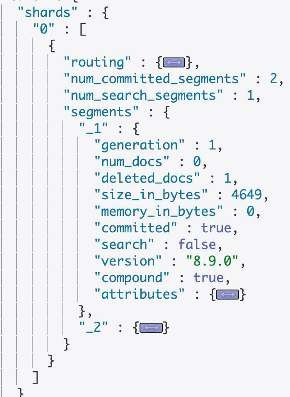 "shards" : {
"0" : [
{
"routing" : {↔},
"num_committed_segments" : 2,
"num_search_segments" : 1,
"segments" : {
"_1" : {
"generation" : 1,
"num_docs" : 0,
"deleted_docs" : 1,
"size_in_bytes" : 4649,
"memory_in_bytes" : 0,
"committed" : true,
"search" : false,
"version" : "8.9.0",
"compound" : true,
"attributes" : {↔}
},
"_2" : {↔}
}
}
]
}